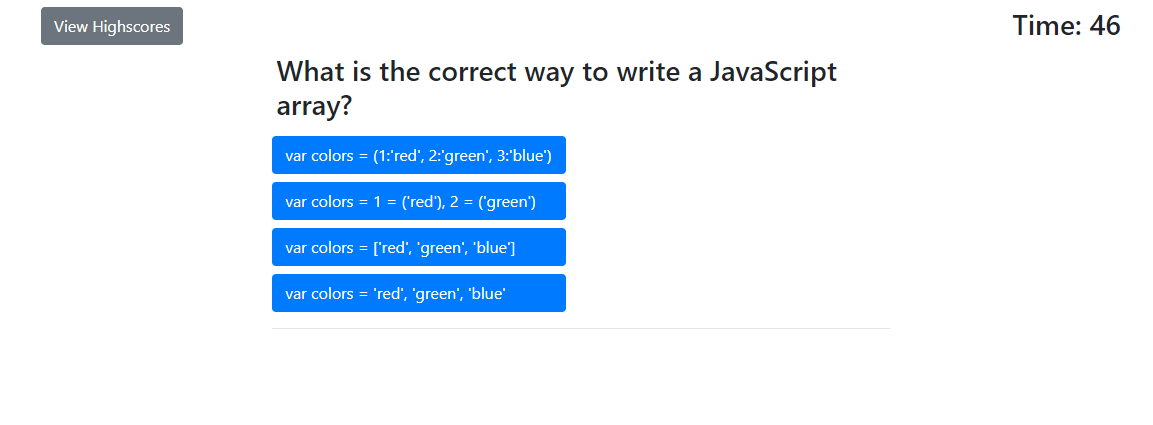 View Highscores
Time: 46
What is the correct way to write a JavaScript
array?
var colors = (1:'red', 2:'green', 3:'blue')
var colors = 1 = ('red'), 2 = ('green')
var colors = ['red', 'green', 'blue']
var colors = 'red', 'green', 'blue'